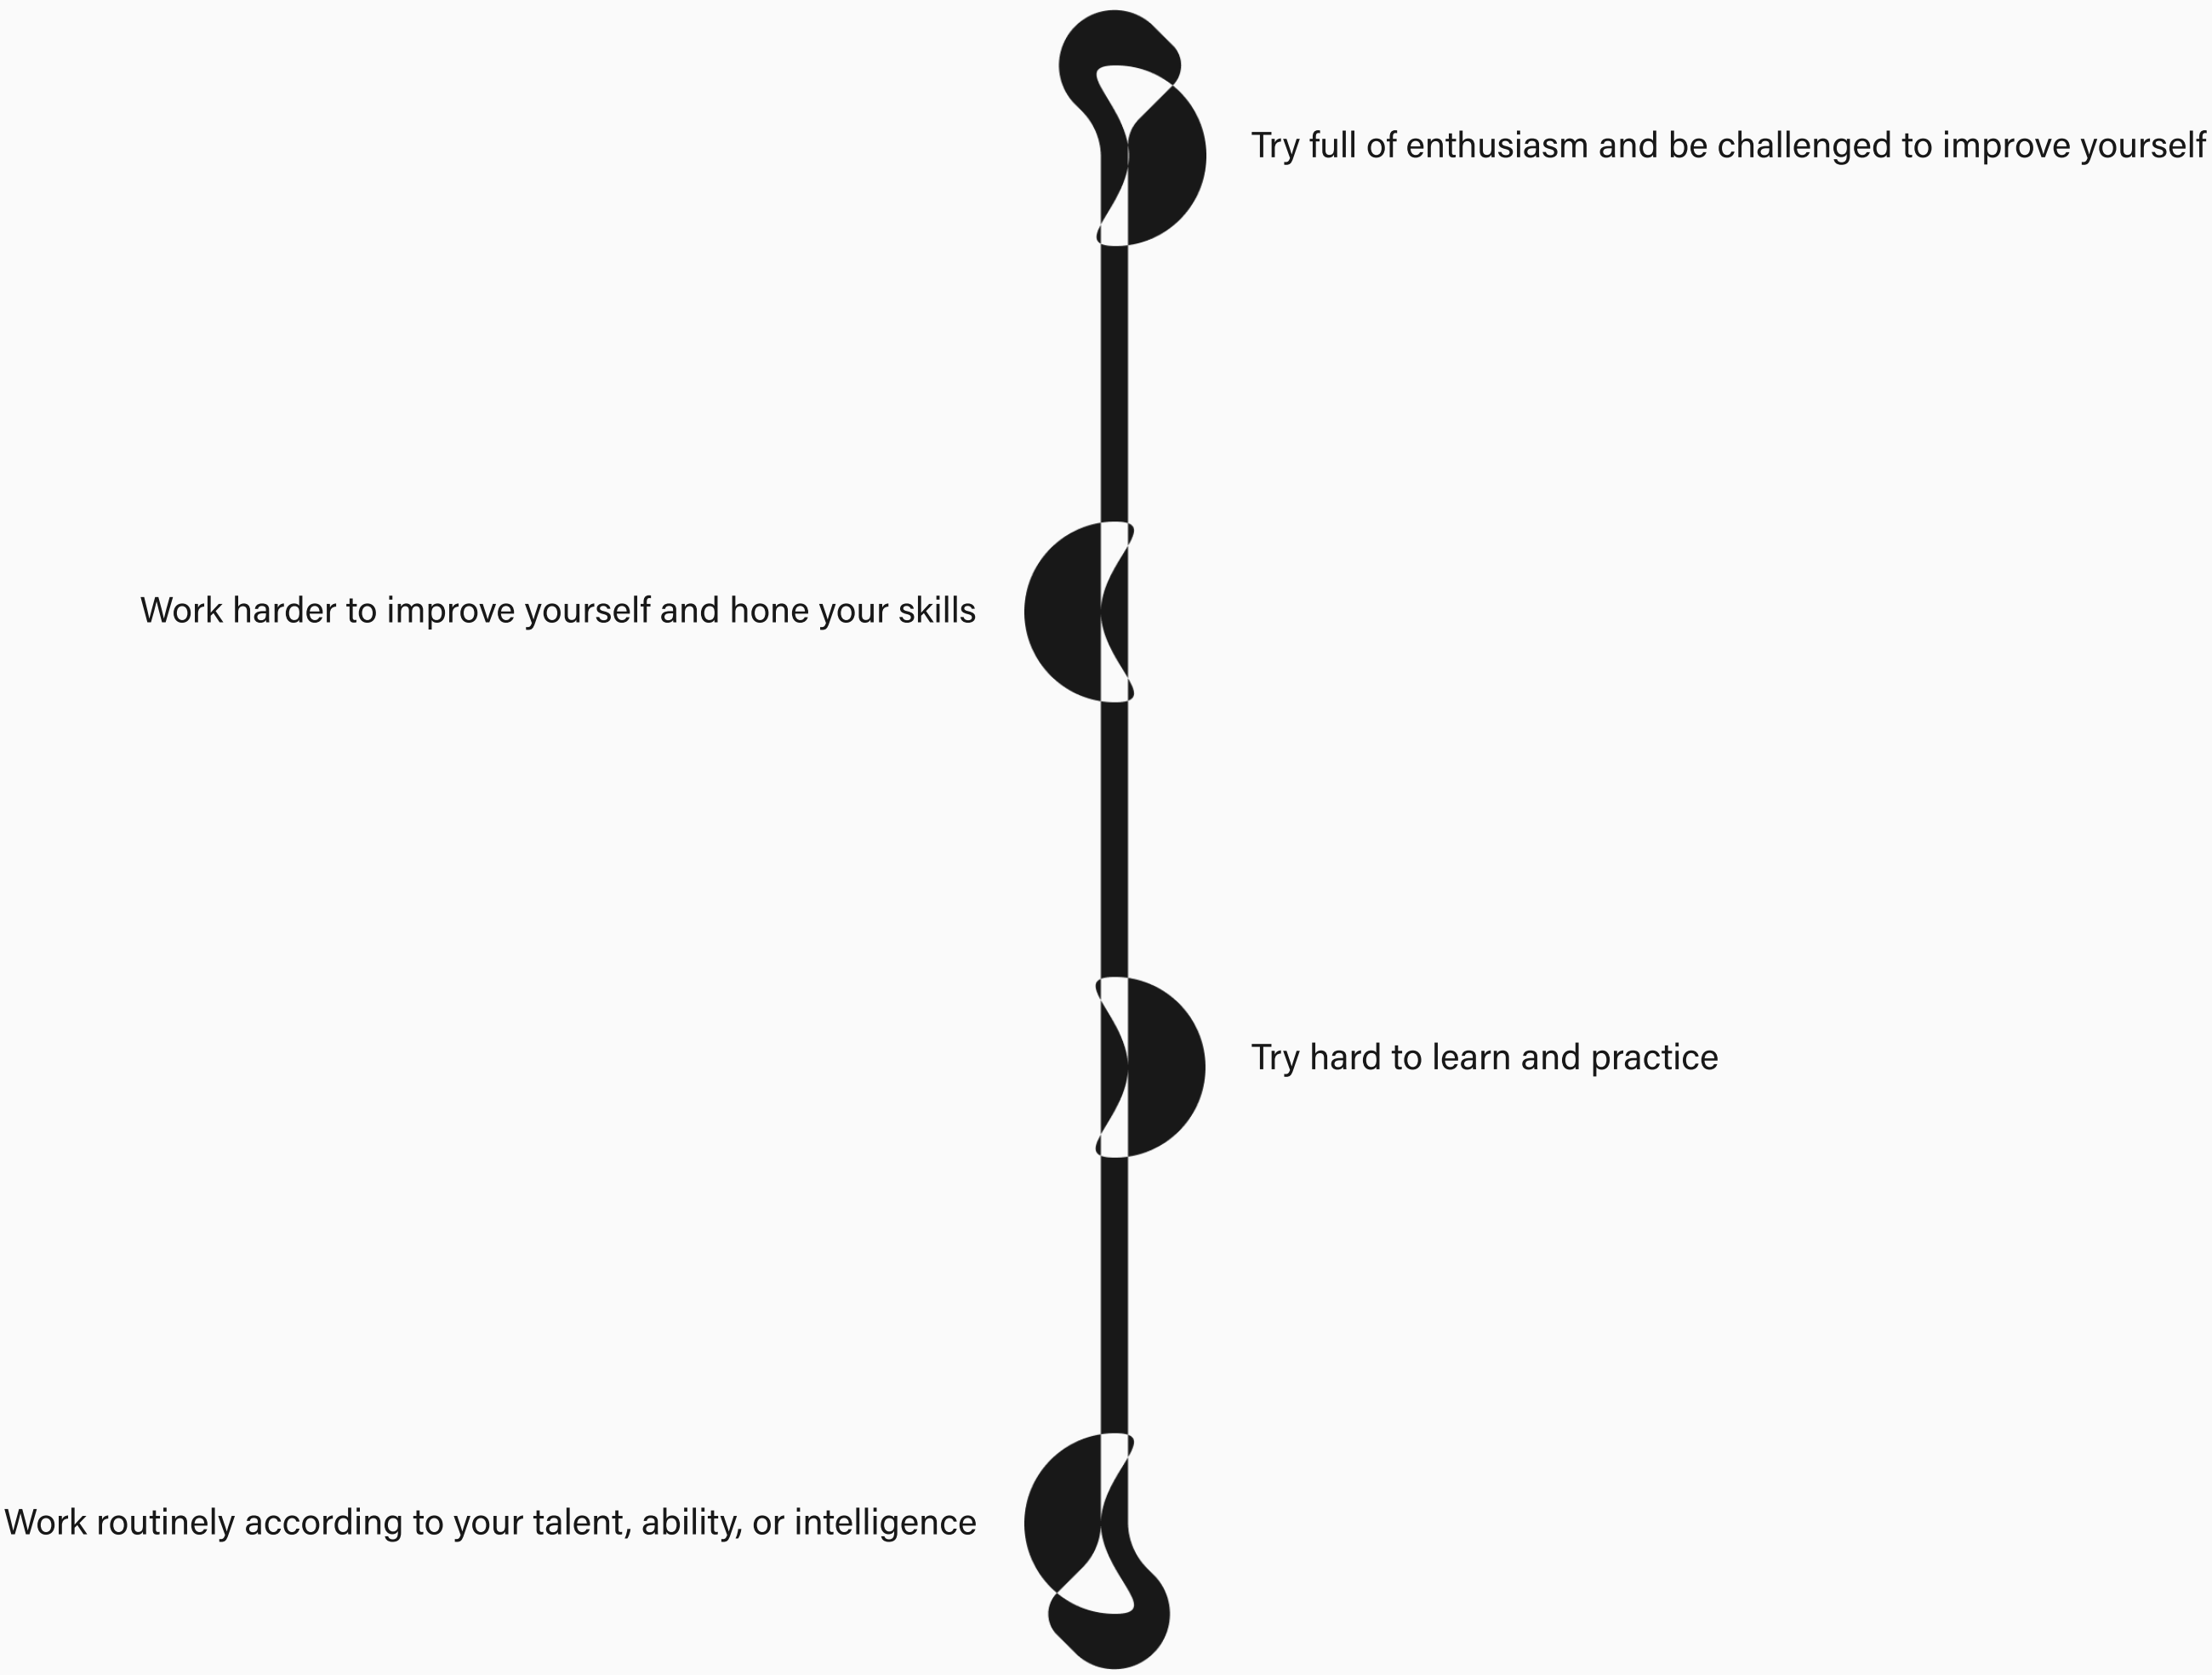 Try full of enthusiasm and be challenged to improve yourself
Work harder to improve yourself and hone your skills
Try hard to learn and practice
Work routinely according to your talent, ability, or intelligence